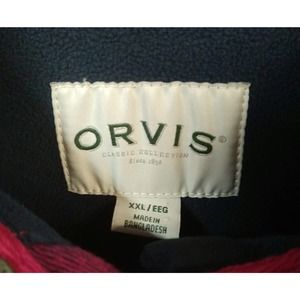 ORVIS®
CLASSIC COLLECTION
Since 1856
XXL/EEG
MADE IN
BANGLADESH